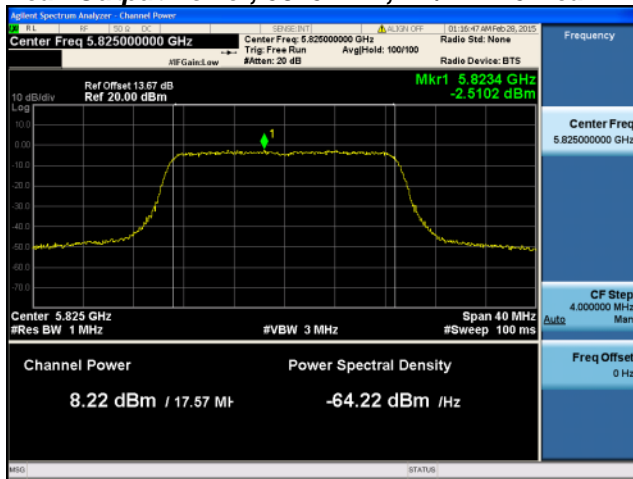 Agilent Spectrum Analyzer - Channel Power
RL RF 50 Ω DC SENSE:INT ALIGN OFF 01:16:47 AM Feb 28, 2015
Center Freq 5.825000000 GHz
Center Freq: 5.825000000 GHz Radio Std: None
Trig: Free Run Avg|Hold: 100/100
#IFGain:Low #Atten: 20 dB Radio Device: BTS
Frequency
Ref Offset 13.67 dB Mkr1 5.8234 GHz
10 dB/div Ref 20.00 dBm -2.5102 dBm
Log
10.0
0.00
1
-10.0
-20.0
-30.0
-40.0
-50.0
-60.0
-70.0
Center Freq
5.825000000 GHz
Center 5.825 GHz Span 40 MHz
#Res BW 1 MHz #VBW 3 MHz #Sweep 100 ms
CF Step
4.000000 MHz
Auto Man
Channel Power Power Spectral Density
8.22 dBm / 17.57 MH -64.22 dBm /Hz
Freq Offset
0 Hz
MSG STATUS